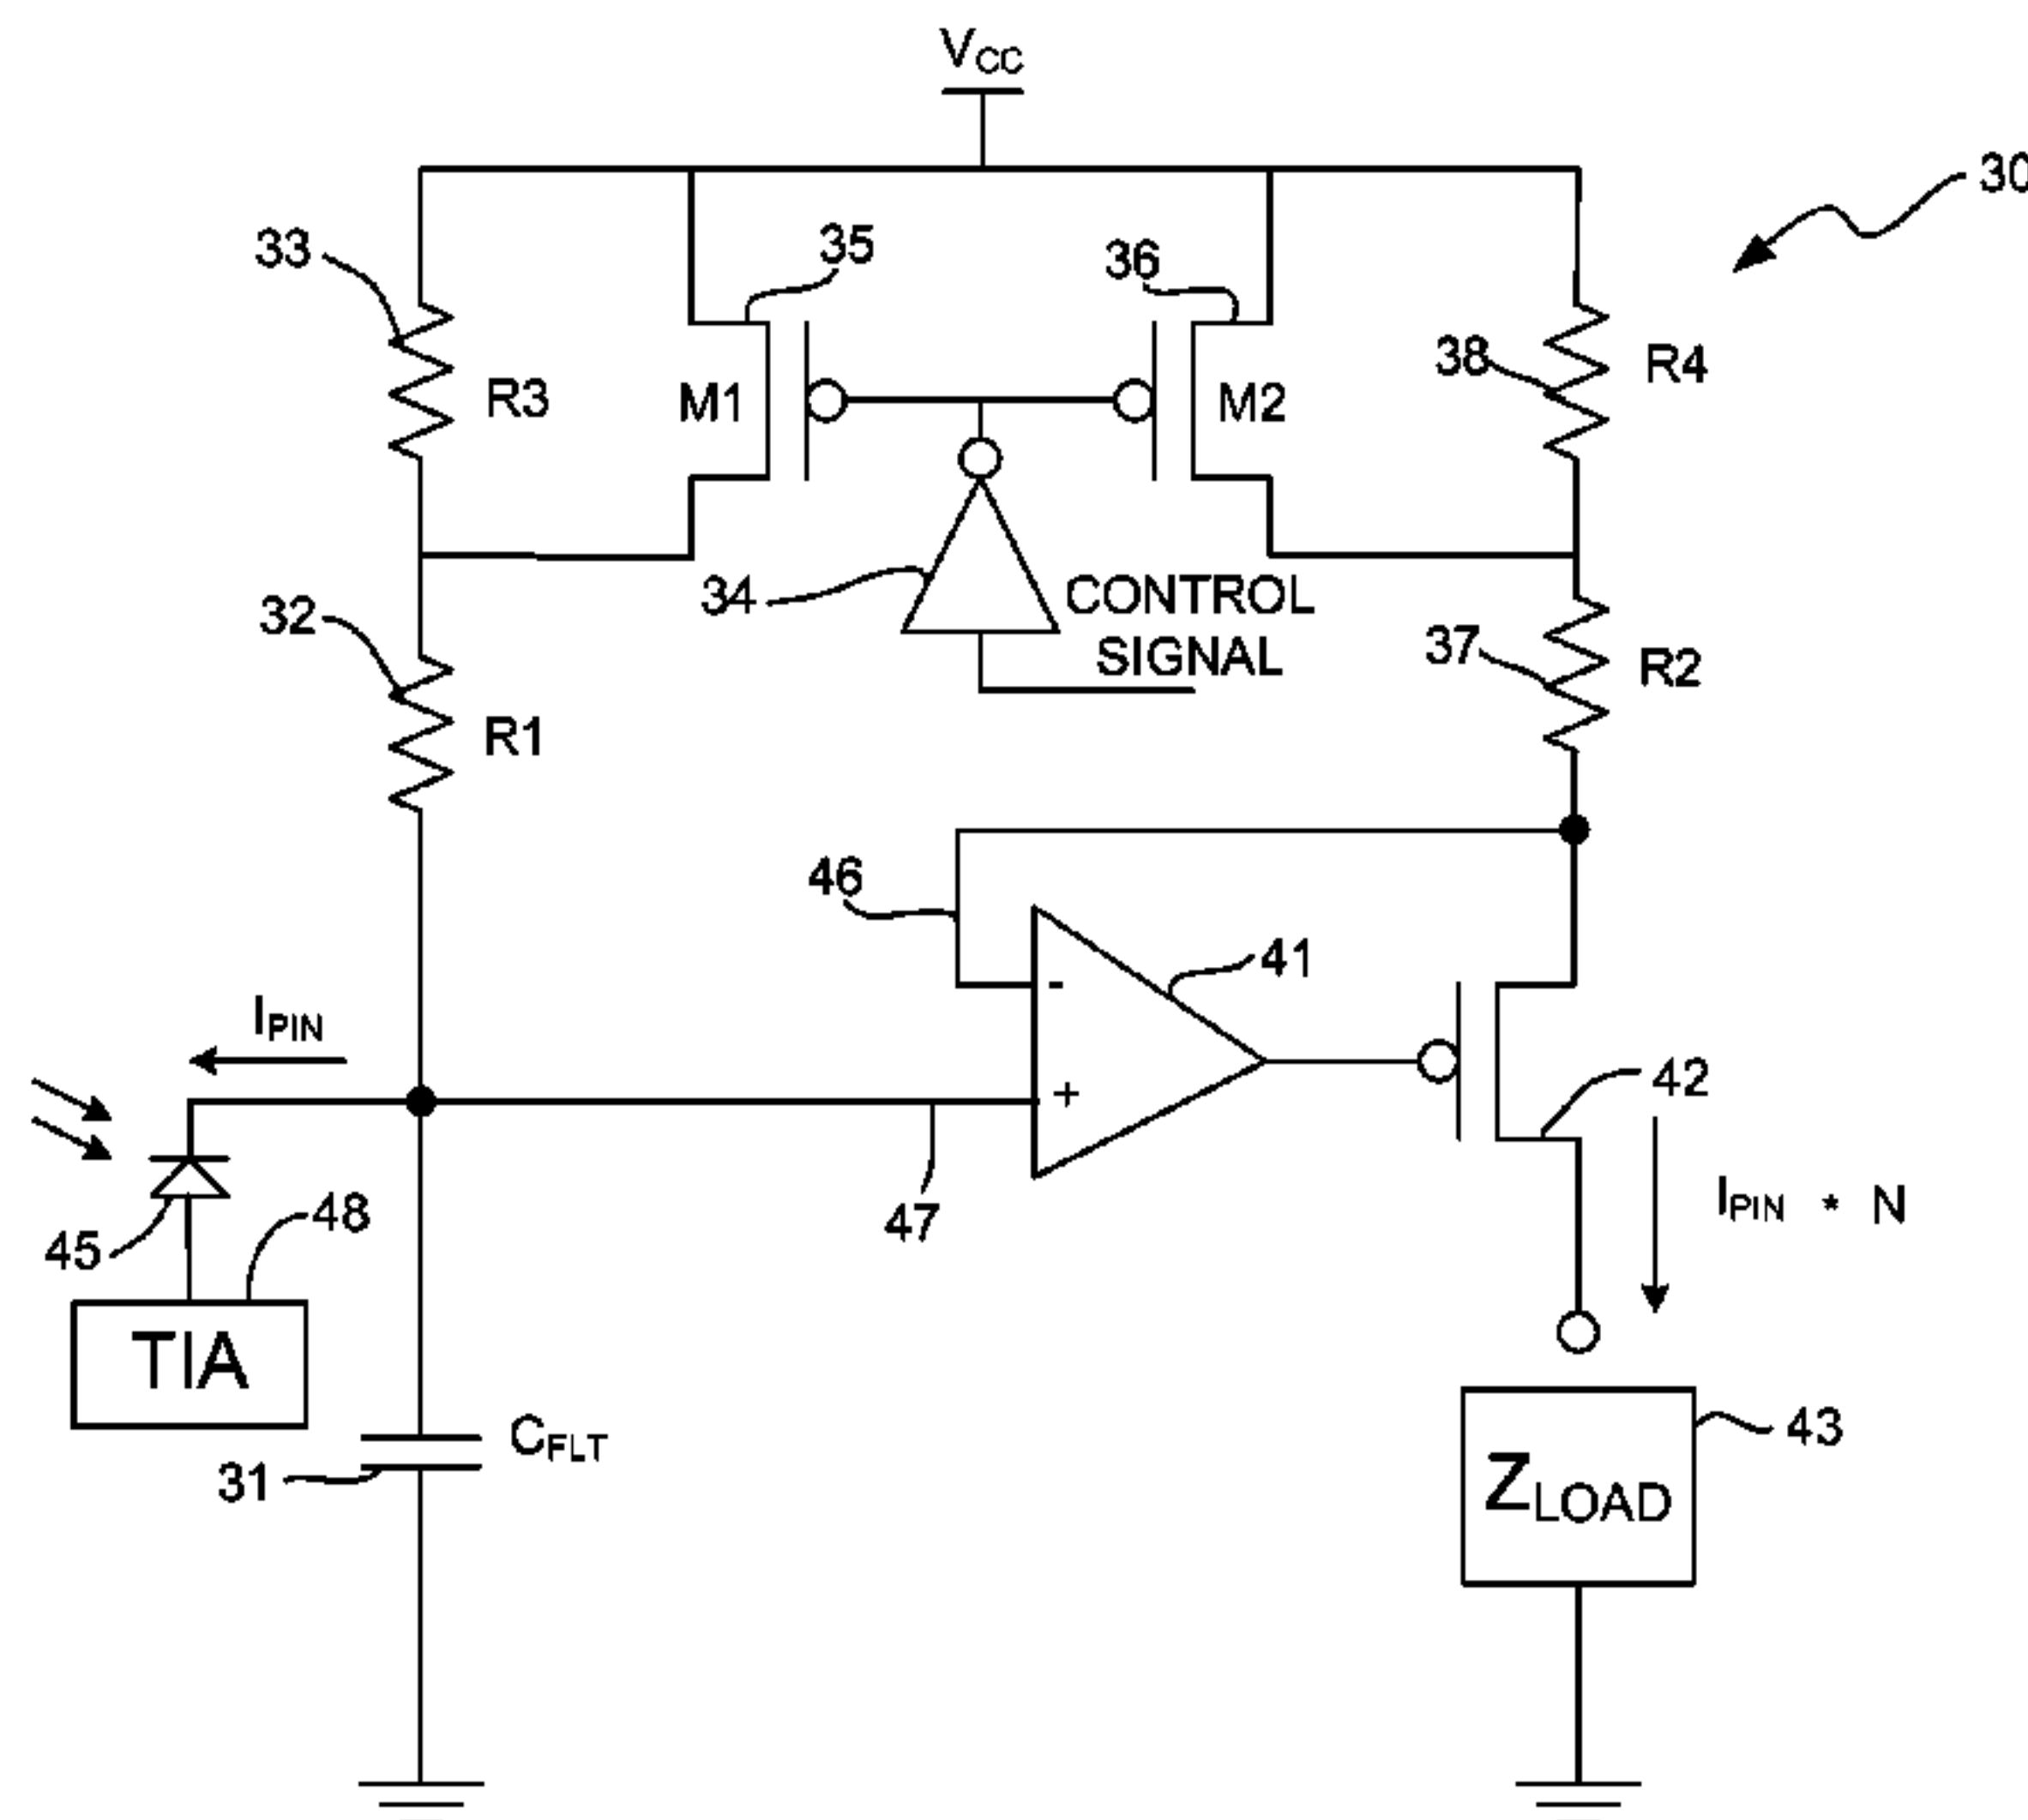 VCC
30
33
35
36
38
R4
R3
M1
M2
34
CONTROL
SIGNAL
32
37
R2
R1
46
-
41
IPIN
+
42
47
IPIN * N
45
48
TIA
CFLT
31
43
ZLOAD